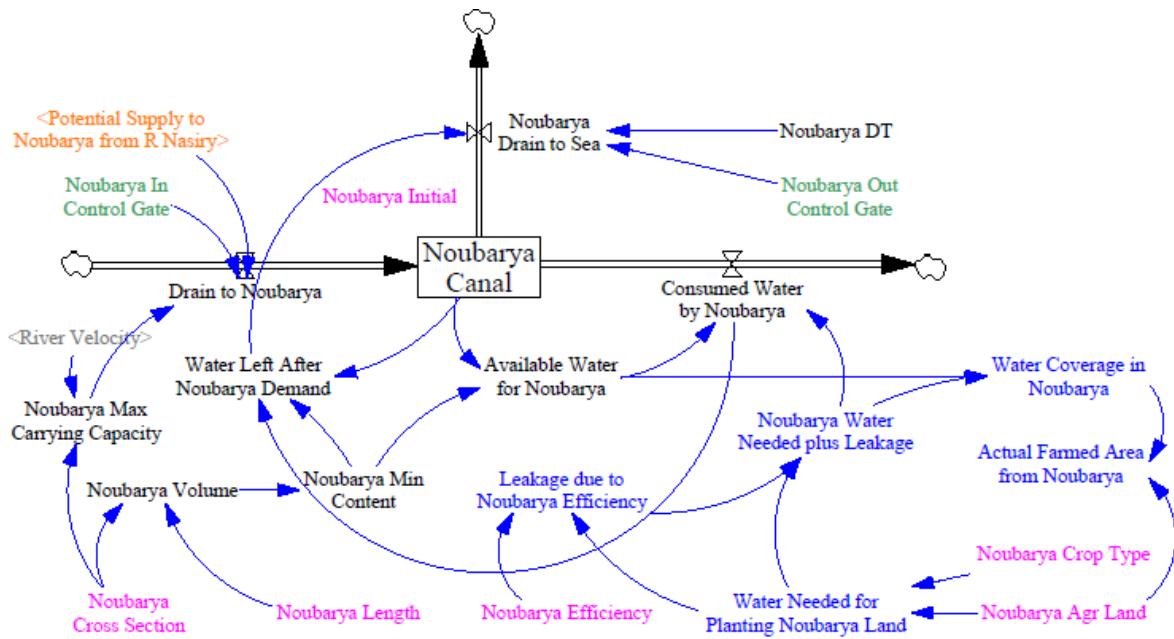 <Potential Supply to
Noubarya from R Nasiry>
Noubarya
Drain to Sea
Noubarya DT
Noubarya In
Control Gate
Noubarya Initial
Noubarya Out
Control Gate
Noubarya
Canal
Drain to Noubarya
Consumed Water
by Noubarya
<River Velocity>
Water Left After
Noubarya Demand
Available Water
for Noubarya
Water Coverage in
Noubarya
Noubarya Max
Carrying Capacity
Noubarya Water
Needed plus Leakage
Noubarya Volume
Noubarya Min
Content
Leakage due to
Noubarya Efficiency
Actual Farmed Area
from Noubarya
Noubarya Crop Type
Noubarya
Cross Section
Noubarya Length
Noubarya Efficiency
Water Needed for
Planting Noubarya Land
Noubarya Agr Land